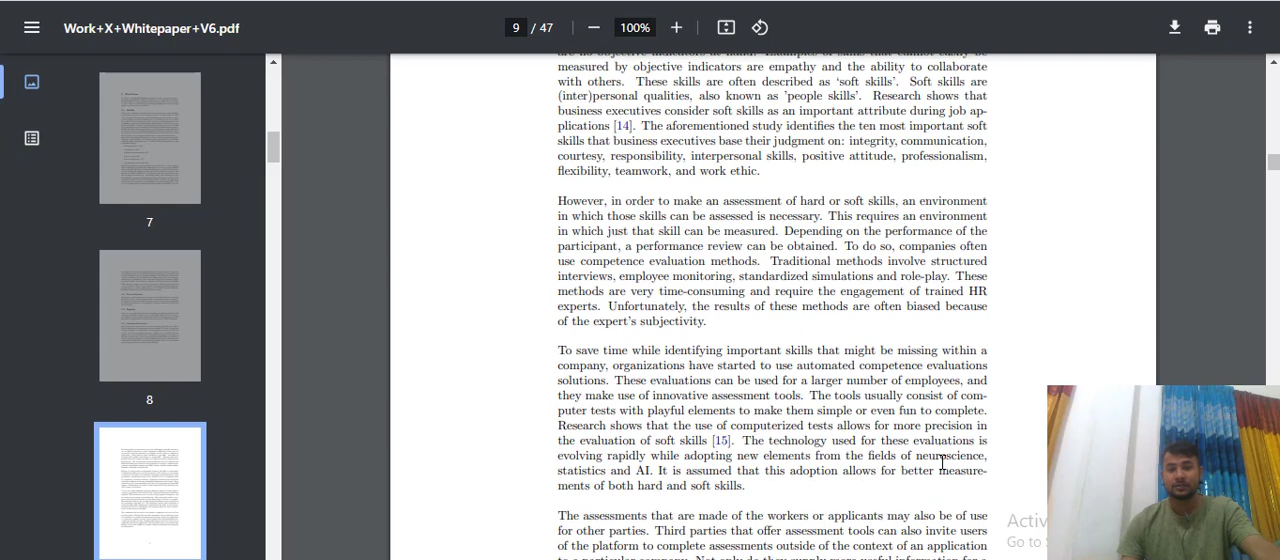 Work+X+Whitepaper+V6.pdf
9 / 47
100%
7
8
are no objective indicators at hand. Examples of skills that cannot easily be
measured by objective indicators are empathy and the ability to collaborate
with others. These skills are often described as 'soft skills'. Soft skills are
(inter)personal qualities, also known as 'people skills'. Research shows that
business executives consider soft skills as an important attribute during job ap-
plications [14]. The aforementioned study identifies the ten most important soft
skills that business executives base their judgment on: integrity, communication,
courtesy, responsibility, interpersonal skills, positive attitude, professionalism,
flexibility, teamwork, and work ethic.
However, in order to make an assessment of hard or soft skills, an environment
in which those skills can be assessed is necessary. This requires an environment
in which just that skill can be measured. Depending on the performance of the
participant, a performance review can be obtained. To do so, companies often
use competence evaluation methods. Traditional methods involve structured
interviews, employee monitoring, standardized simulations and role-play. These
methods are very time-consuming and require the engagement of trained HR
experts. Unfortunately, the results of these methods are often biased because
of the expert's subjectivity.
To save time while identifying important skills that might be missing within a
company, organizations have started to use automated competence evaluations
solutions. These evaluations can be used for a larger number of employees, and
they make use of innovative assessment tools. The tools usually consist of com-
puter tests with playful elements to make them simple or even fun to complete.
Research shows that the use of computerized tests allows for more precision in
the evaluation of soft skills [15]. The technology used for these evaluations is
evolving rapidly while adopting new elements from the fields of neuroscience,
statistics and AI. It is assumed that this adoption allows for better measure-
ments of both hard and soft skills.
The assessments that are made of the workers or applicants may also be of use
for other parties. Third parties that offer assessment tools can also invite users
of the platform to complete assessments outside of the context of an application
Activ
Go to S